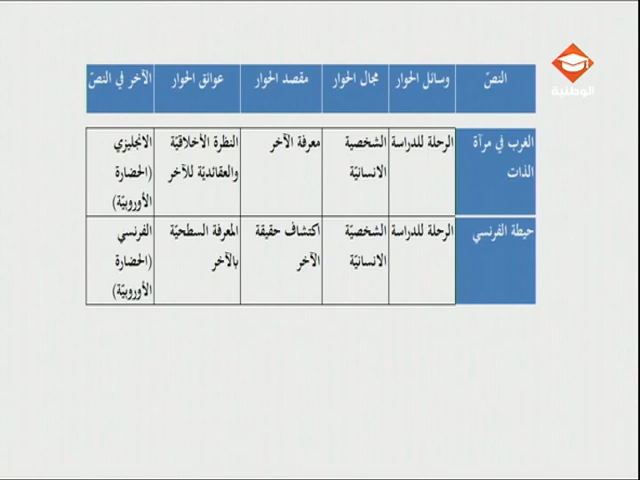 الوطنية
النصّ
وسائل الحوار
مجال الحوار
مقصد الحوار
عوائق الحوار
الآخر في النصّ
الغرب في مرآة
الذات
الرحلة للدراسة
الشخصية
الانسانيّة
معرفة الآخر
النظرة الأخلاقيّة
والعقائديّة للآخر
الانجليزي
(الحضارة
الأوروبيّة)
حيطة الفرنسي
الرحلة للدراسة
الشخصيّة
الانسانيّة
اكتشاف حقيقة
الآخر
المعرفة السطحيّة
بالآخر
الفرنسي
(الحضارة
الأوروبيّة)